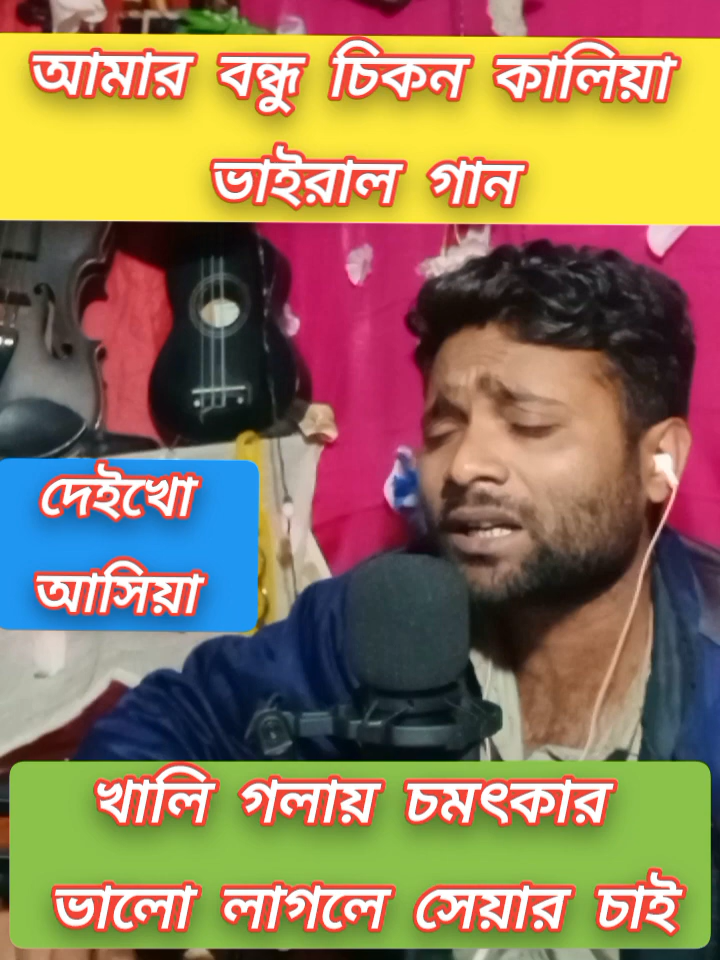 আমার বন্ধু চিকন কালিয়া
ভাইরাল গান
দেইখো
আসিয়া
খালি গলায় চমৎকার
ভালো লাগলে সেয়ার চাই